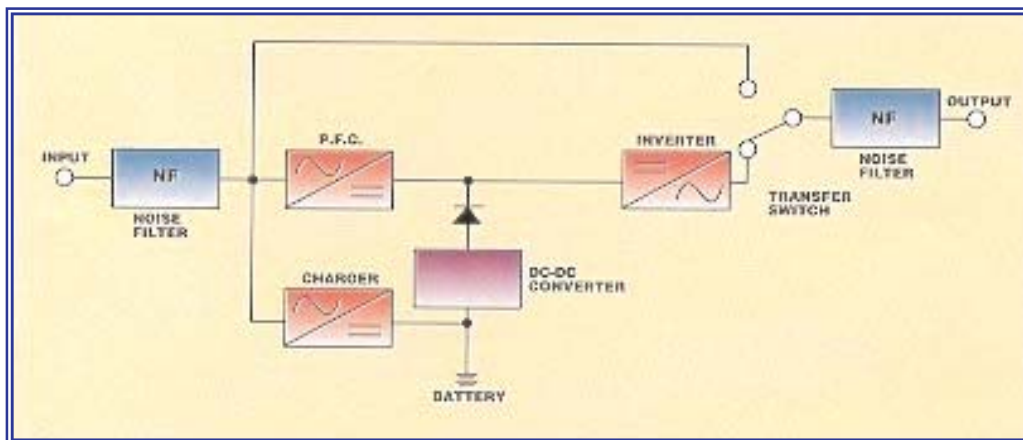 INPUT
NF
NOISE
FILTER
P.F.C.
CHARGER
DC-DC
CONVERTER
BATTERY
INVERTER
TRANSFER
SWITCH
NF
NOISE
FILTER
OUTPUT